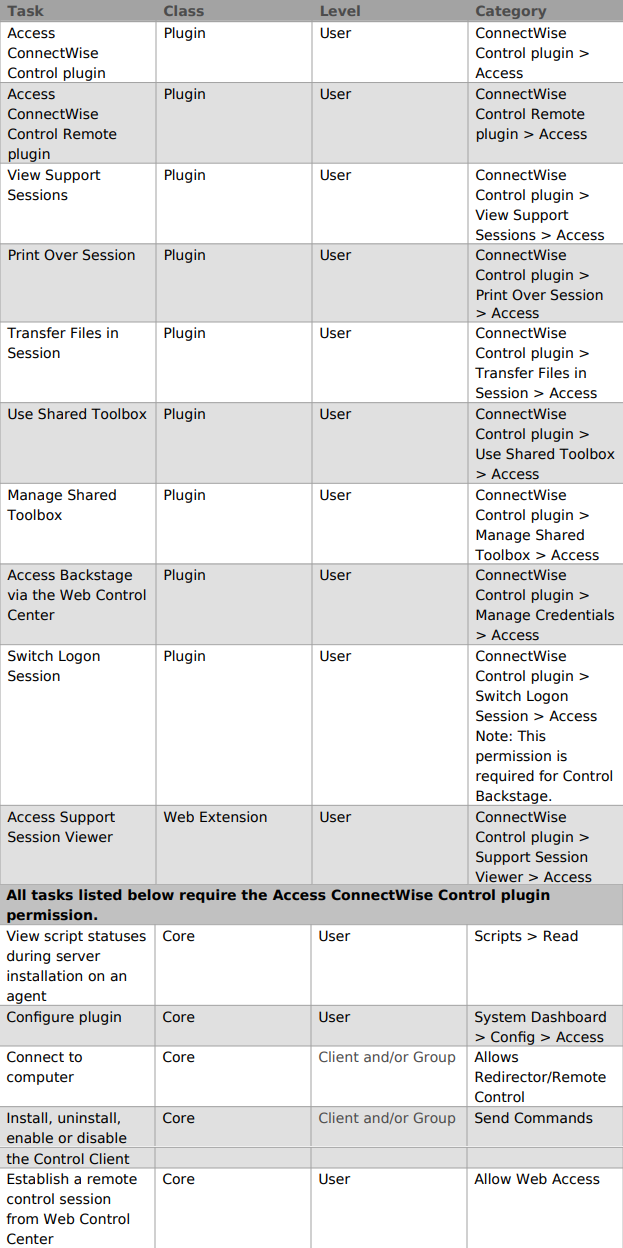 Task Class Level Category
Access ConnectWise Control plugin Plugin User ConnectWise Control plugin > Access
Access ConnectWise Control Remote plugin Plugin User ConnectWise Control Remote plugin > Access
View Support Sessions Plugin User ConnectWise Control plugin > View Support Sessions > Access
Print Over Session Plugin User ConnectWise Control plugin > Print Over Session > Access
Transfer Files in Session Plugin User ConnectWise Control plugin > Transfer Files in Session > Access
Use Shared Toolbox Plugin User ConnectWise Control plugin > Use Shared Toolbox > Access
Manage Shared Toolbox Plugin User ConnectWise Control plugin > Manage Shared Toolbox > Access
Access Backstage via the Web Control Center Plugin User ConnectWise Control plugin > Manage Credentials > Access
Switch Logon Session Plugin User ConnectWise Control plugin > Switch Logon Session > Access Note: This permission is required for Control Backstage.
Access Support Session Viewer Web Extension User ConnectWise Control plugin > Support Session Viewer > Access
All tasks listed below require the Access ConnectWise Control plugin permission.
View script statuses during server installation on an agent Core User Scripts > Read
Configure plugin Core User System Dashboard > Config > Access
Connect to computer Core Client and/or Group Allows Redirector/Remote Control
Install, uninstall, enable or disable the Control Client Core Client and/or Group Send Commands
Establish a remote control session from Web Control Center Core User Allow Web Access